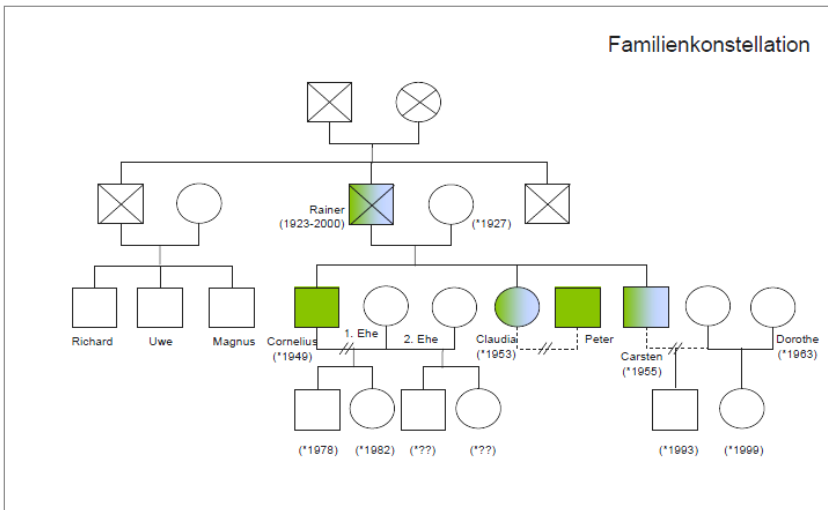 Familienkonstellation
Rainer
(1923-2000)
(*1927)
Richard
Uwe
Magnus
Cornelius
(*1949)
1. Ehe
2. Ehe
Claudia
(*1953)
Peter
Carsten
(*1955)
Dorothe
(*1963)
(*1978)
(*1982)
(*??)
(*??)
(*1993)
(*1999)